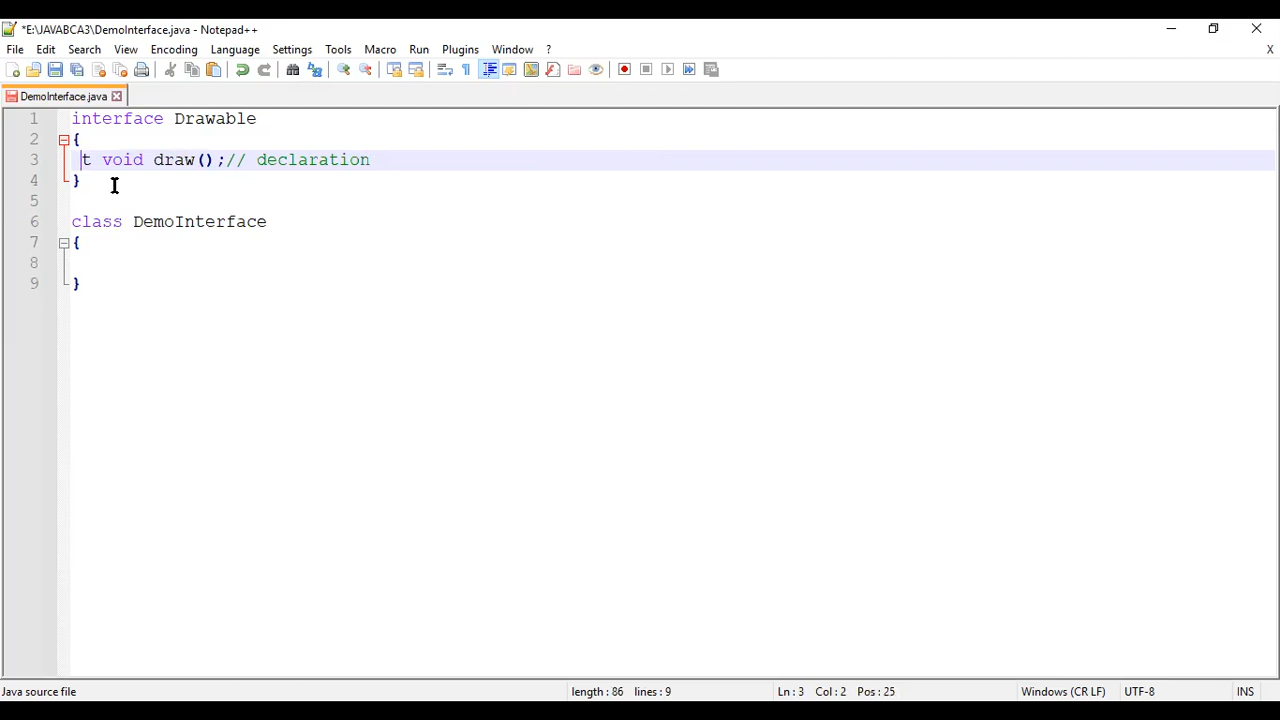 *E:\JAVABCA3\DemoInterface.java - Notepad++
File Edit Search View Encoding Language Settings Tools Macro Run Plugins Window ? X
DemoInterface.java
1 interface Drawable
2 {
3 t void draw();// declaration
4 }
5
6 class DemoInterface
7 {
8
9 }
Java source file length : 86 lines : 9 Ln : 3 Col : 2 Pos : 25 Windows (CR LF) UTF-8 INS